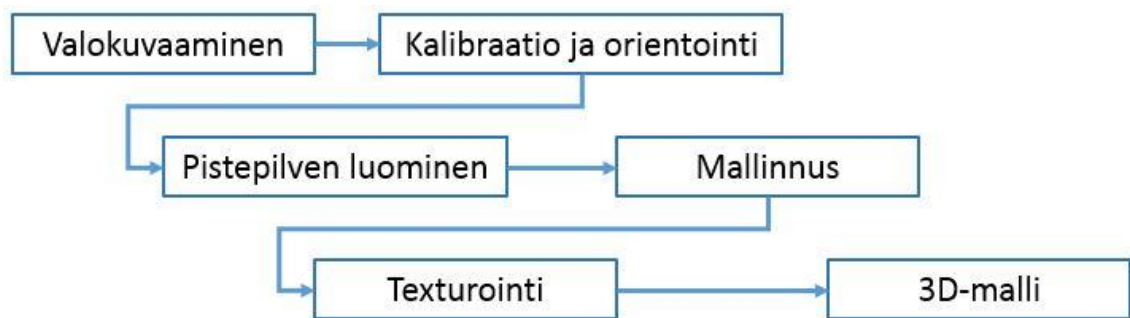 Valokuvaaminen
Kalibraatio ja orientointi
Pistepilven luominen
Mallinnus
Texturointi
3D-malli